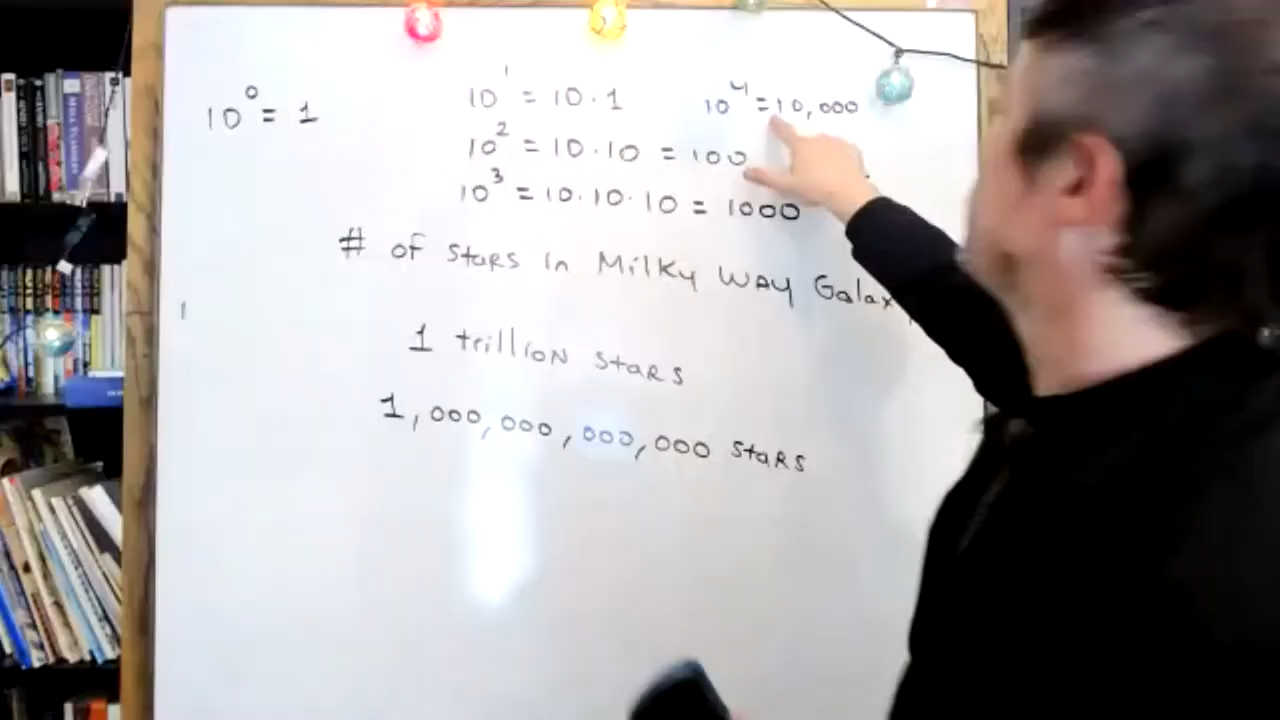 10⁰ = 1
10¹ = 10 · 1
10² = 10 · 10 = 100
10³ = 10 · 10 · 10 = 1000
10⁴ = 10,000
# of stars in Milky Way Galax
1 trillion stars
1,000,000,000,000 stars